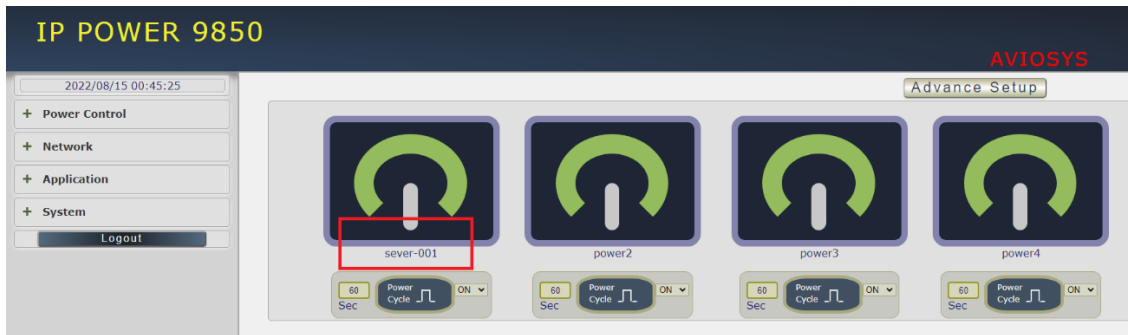 IP POWER 9850
AVIOSYS
2022/08/15 00:45:25
+ Power Control
+ Network
+ Application
+ System
Logout
Advance Setup
sever-001 power2 power3 power4
60 Sec Power Cycle ON
60 Sec Power Cycle ON
60 Sec Power Cycle ON
60 Sec Power Cycle ON